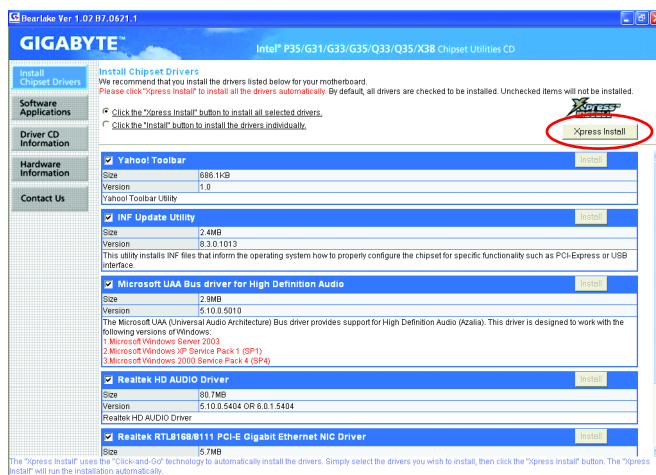 Bearlake Ver 1.02 B7.0621.1
GIGABYTE™
Intel® P35/G31/G33/G35/Q33/Q35/X38 Chipset Utilities CD
Install
Chipset Drivers
Software
Applications
Driver CD
Information
Hardware
Information
Contact Us
Install Chipset Drivers
We recommend that you install the drivers listed below for your motherboard.
Please click "Xpress Install" to install all the drivers automatically. By default, all drivers are checked to be installed. Unchecked items will not be installed.
Click the "Xpress Install" button to install all selected drivers.
Click the "Install" button to install the drivers individually.
Xpress
Xpress Install
Yahoo! Toolbar
Install
Size 686.1KB
Version 1.0
Yahoo! Toolbar Utility
INF Update Utility
Install
Size 2.4MB
Version 8.3.0.1013
This utility installs INF files that inform the operating system how to properly configure the chipset for specific functionality such as PCI-Express or USB
interface.
Microsoft UAA Bus driver for High Definition Audio
Install
Size 2.9MB
Version 5.10.0.5010
The Microsoft UAA (Universal Audio Architecture) Bus driver provides support for High Definition Audio (Azalia). This driver is designed to work with the
following versions of Windows:
1.Microsoft Windows Server 2003
2.Microsoft Windows XP Service Pack 1 (SP1)
3.Microsoft Windows 2000 Service Pack 4 (SP4)
Realtek HD AUDIO Driver
Install
Size 80.7MB
Version 5.10.0.5404 OR 6.0.1.5404
Realtek HD AUDIO Driver
Realtek RTL8168/8111 PCI-E Gigabit Ethernet NIC Driver
Install
Size 5.7MB
The "Xpress Install" uses the "Click-and-Go" technology to automatically install the drivers. Simply select the drivers you wish to install, then click the "Xpress Install" button. The "Xpress
Install" will run the installation automatically.